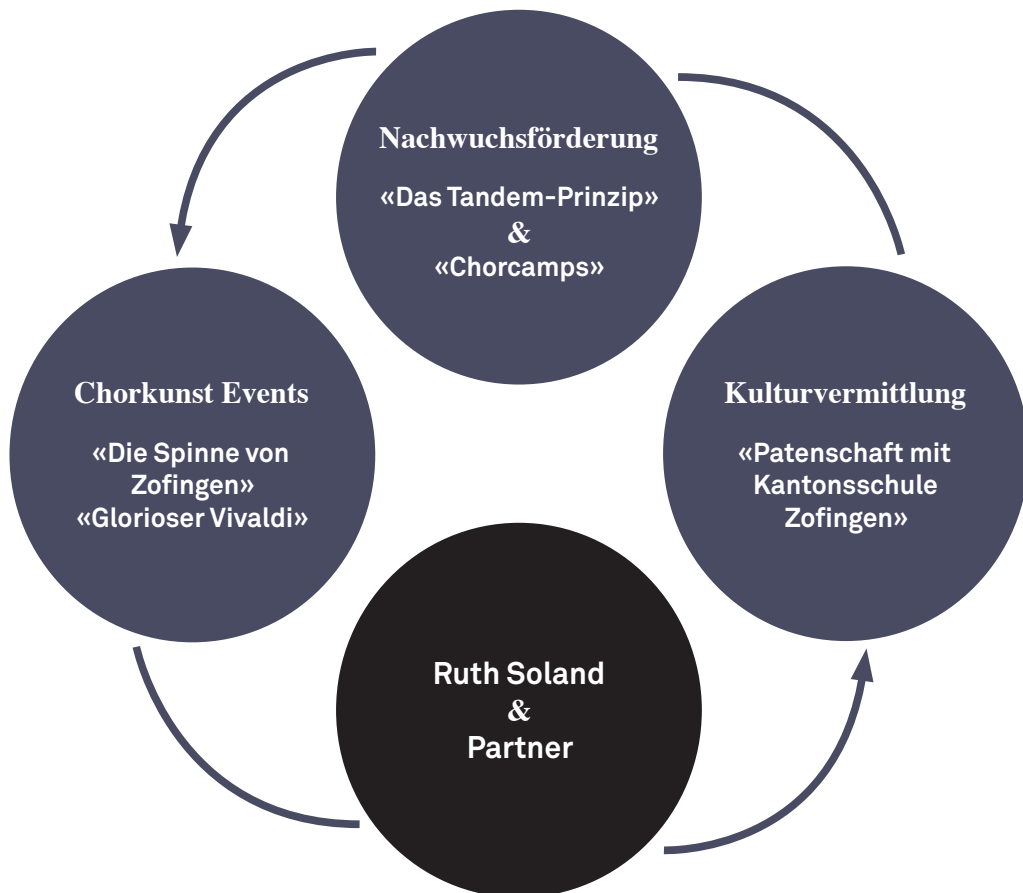 Nachwuchsförderung
«Das Tandem-Prinzip»
&
«Chorcamps»
Chorkunst Events
«Die Spinne von
Zofingen»
«Glorioser Vivaldi»
Kulturvermittlung
«Patenschaft mit
Kantonsschule
Zofingen»
Ruth Soland
&
Partner